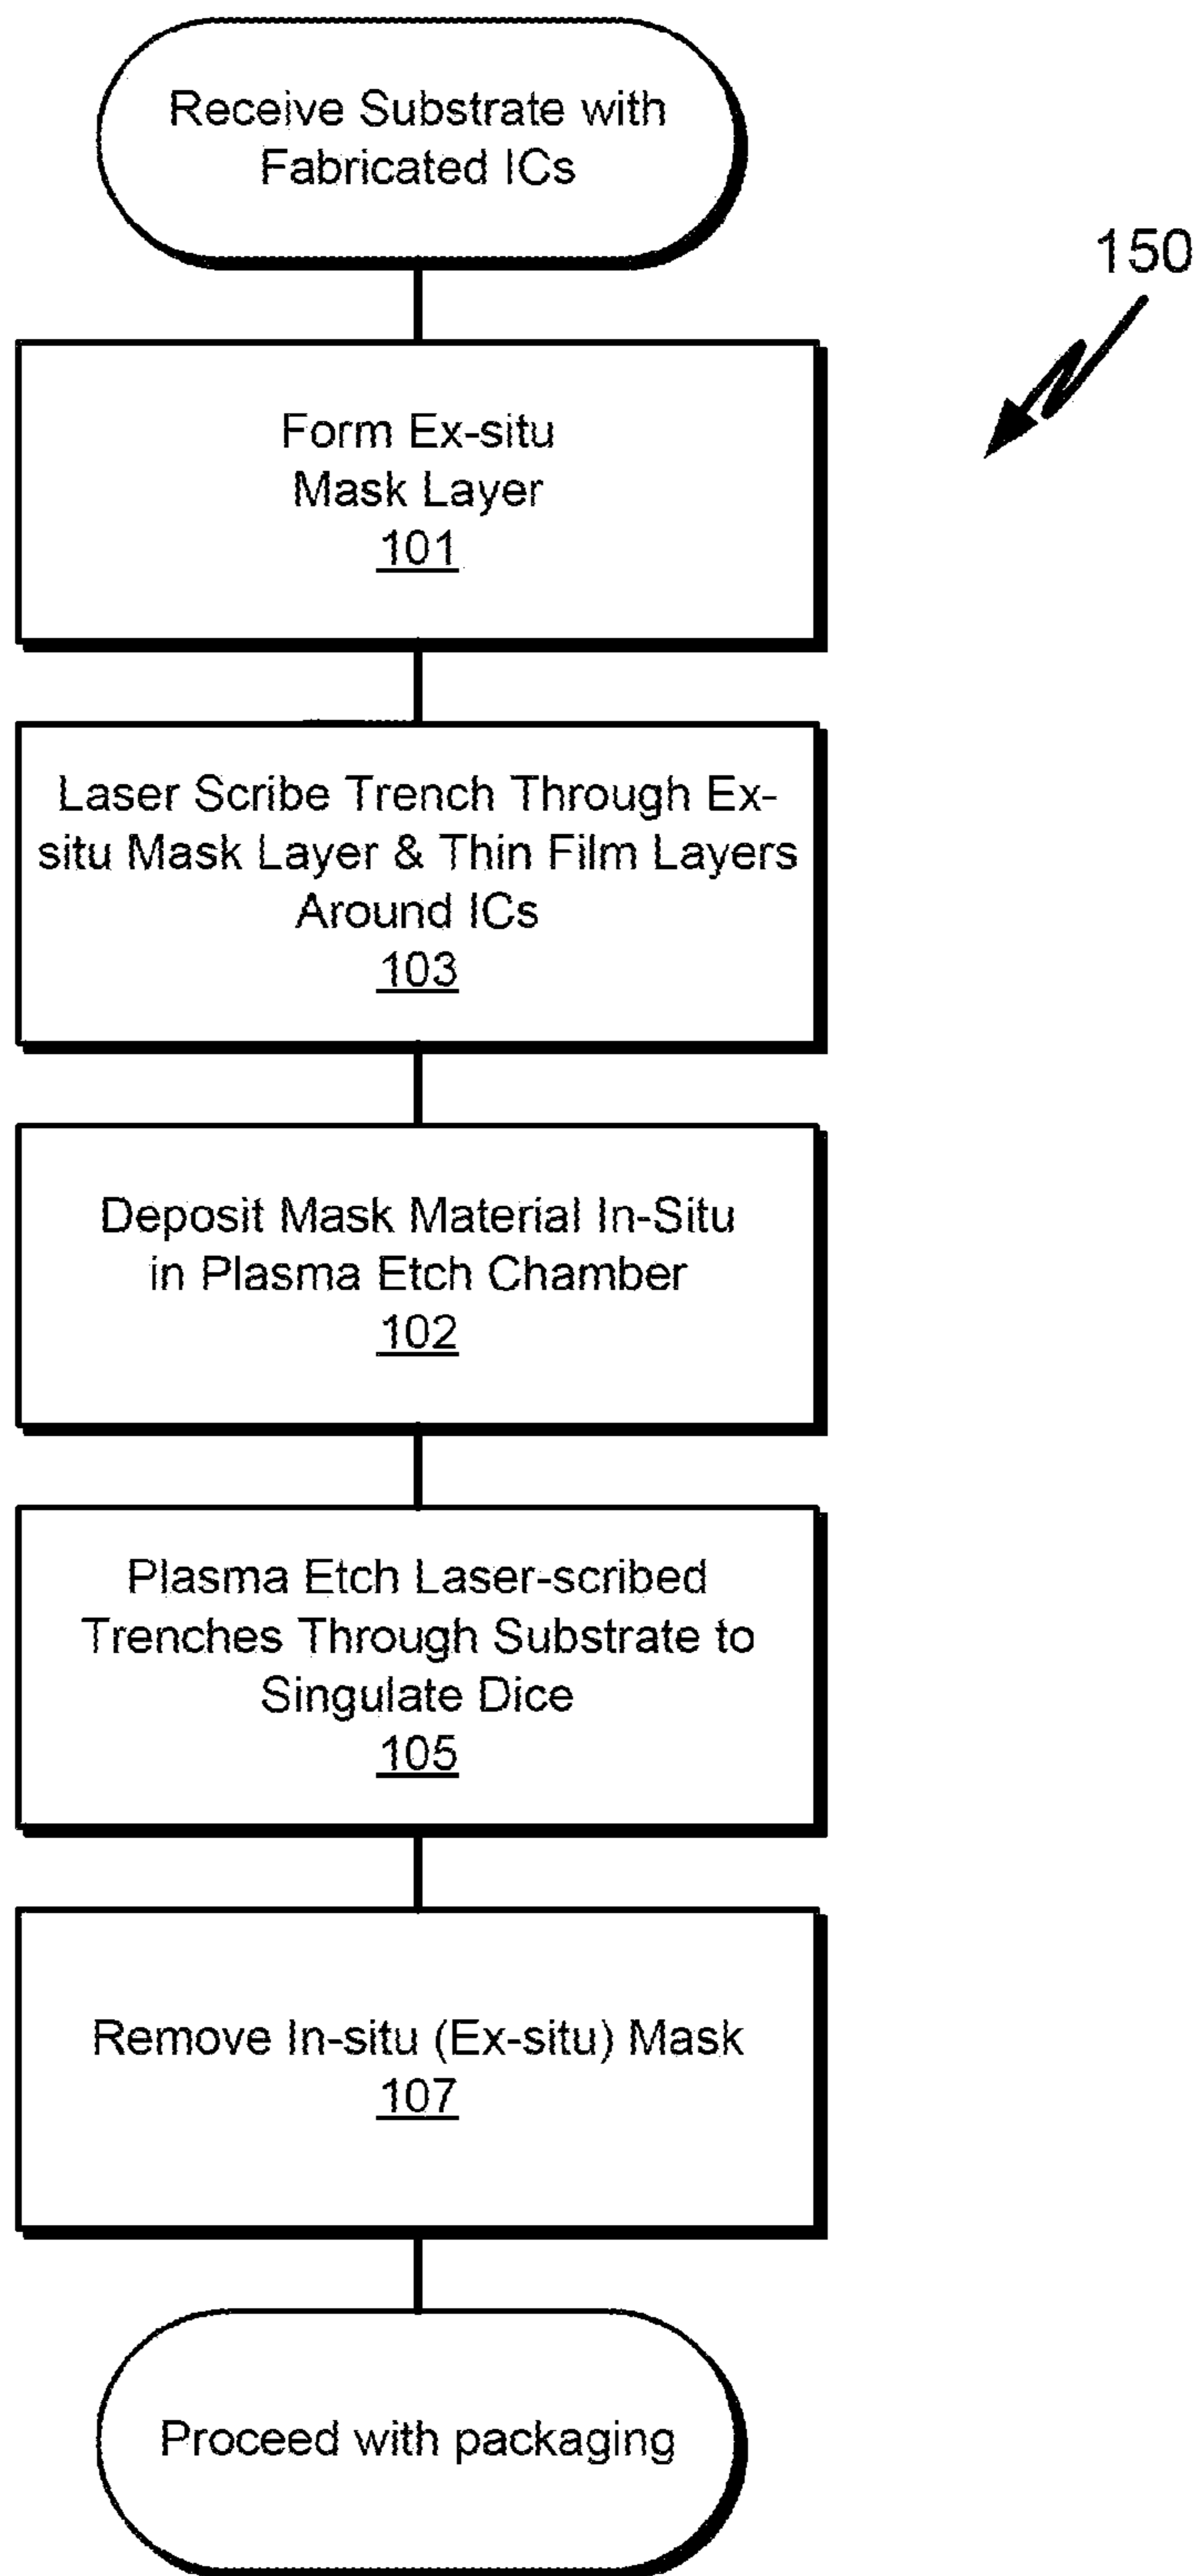 Receive Substrate with
Fabricated ICs
150
Form Ex-situ
Mask Layer
101
Laser Scribe Trench Through Ex-
situ Mask Layer & Thin Film Layers
Around ICs
103
Deposit Mask Material In-Situ
in Plasma Etch Chamber
102
Plasma Etch Laser-scribed
Trenches Through Substrate to
Singulate Dice
105
Remove In-situ (Ex-situ) Mask
107
Proceed with packaging